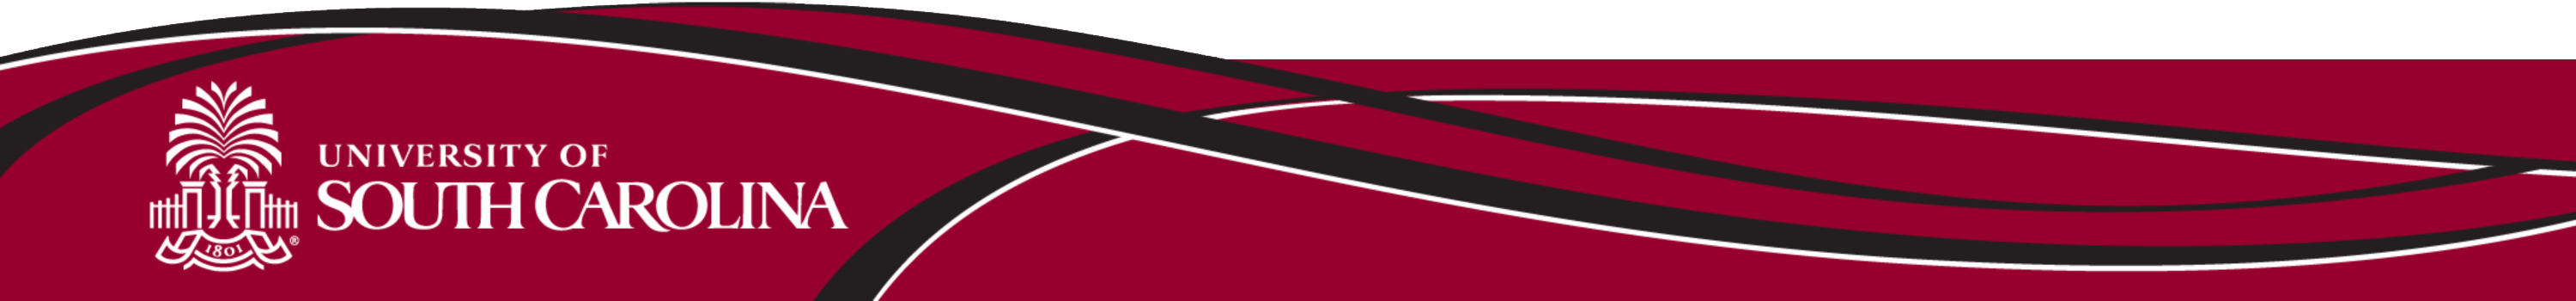 UNIVERSITY OF
SOUTH CAROLINA
1801
®